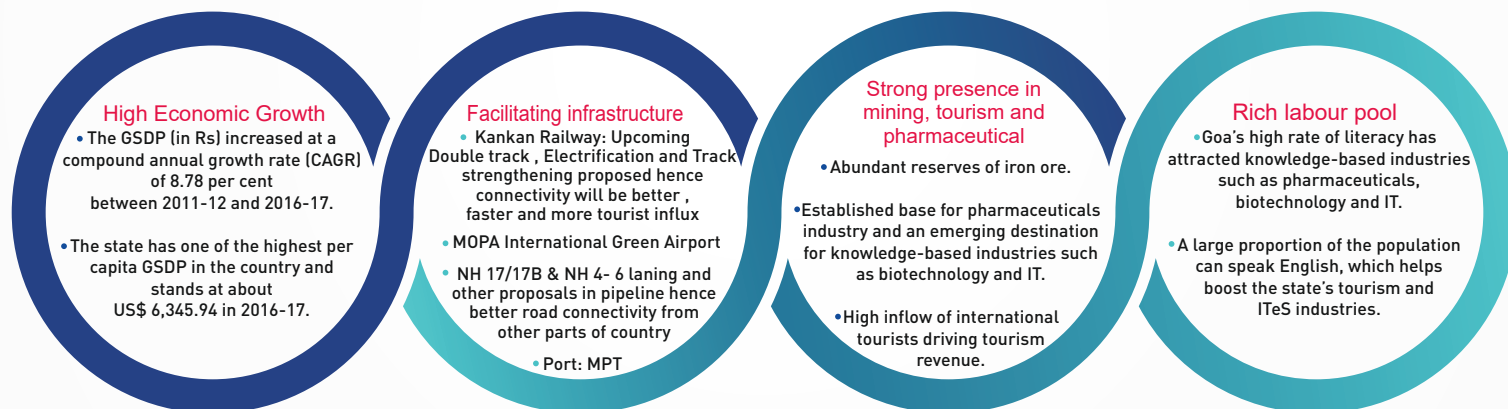 High Economic Growth
• The GSDP (in Rs) increased at a
compound annual growth rate (CAGR)
of 8.78 per cent
between 2011-12 and 2016-17.
• The state has one of the highest per
capita GSDP in the country and
stands at about
US$ 6,345.94 in 2016-17.
Facilitating infrastructure
• Kankan Railway: Upcoming
Double track , Electrification and Track
strengthening proposed hence
connectivity will be better ,
faster and more tourist influx
• MOPA International Green Airport
• NH 17/17B & NH 4- 6 laning and
other proposals in pipeline hence
better road connectivity from
other parts of country
• Port: MPT
Strong presence in
mining, tourism and
pharmaceutical
• Abundant reserves of iron ore.
• Established base for pharmaceuticals
industry and an emerging destination
for knowledge-based industries such
as biotechnology and IT.
• High inflow of international
tourists driving tourism
revenue.
Rich labour pool
• Goa's high rate of literacy has
attracted knowledge-based industries
such as pharmaceuticals,
biotechnology and IT.
• A large proportion of the population
can speak English, which helps
boost the state's tourism and
ITeS industries.